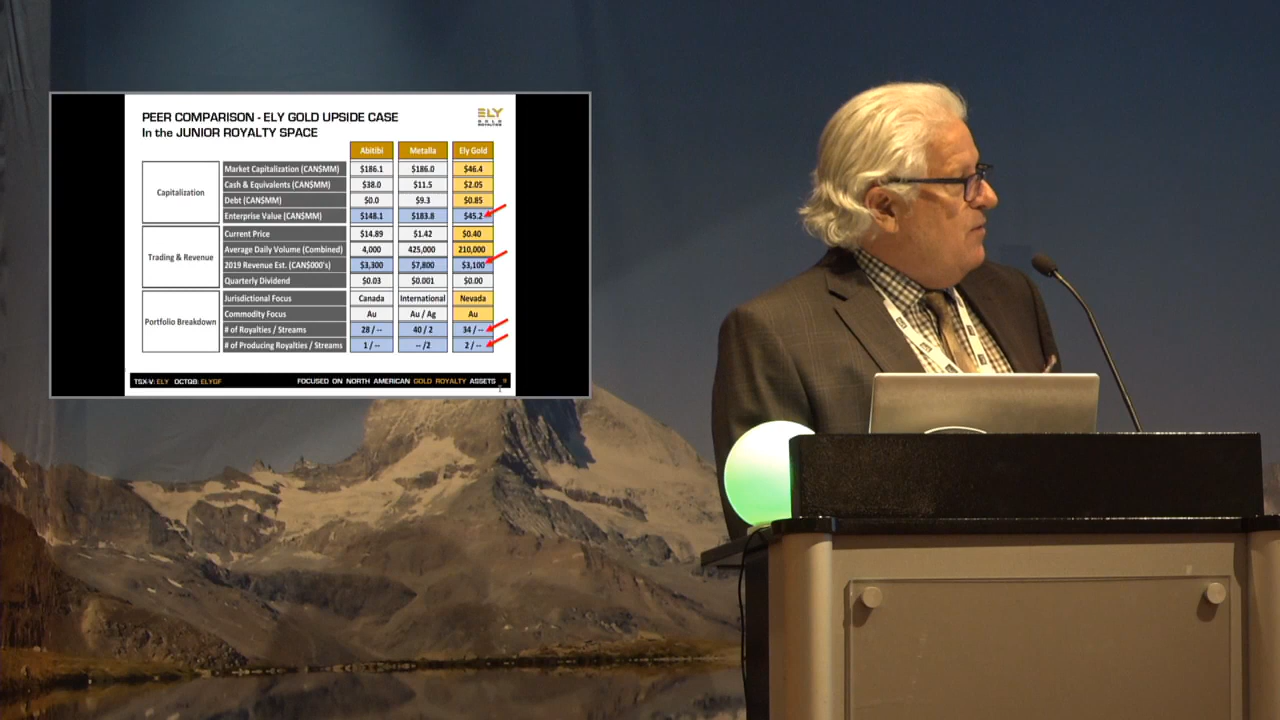 PEER COMPARISON - ELY GOLD UPSIDE CASE
In the JUNIOR ROYALTY SPACE
ELY
GOLD
ROYALTIES
Abitibi Metalla Ely Gold
Capitalization
Market Capitalization (CAN$MM) $186.1 $186.0 $46.4
Cash & Equivalents (CAN$MM) $38.0 $11.5 $2.05
Debt (CAN$MM) $0.0 $9.3 $0.85
Enterprise Value (CAN$MM) $148.1 $183.8 $45.2
Trading & Revenue
Current Price $14.89 $1.42 $0.40
Average Daily Volume (Combined) 4,000 425,000 210,000
2019 Revenue Est. (CAN$000's) $3,300 $7,800 $3,100
Quarterly Dividend $0.03 $0.001 $0.00
Portfolio Breakdown
Jurisdictional Focus Canada International Nevada
Commodity Focus Au Au / Ag Au
# of Royalties / Streams 28 / -- 40 / 2 34 / --
# of Producing Royalties / Streams 1 / -- -- /2 2 / --
TSX-V: ELY OCTQB: ELYGF FOCUSED ON NORTH AMERICAN GOLD ROYALTY ASSETS